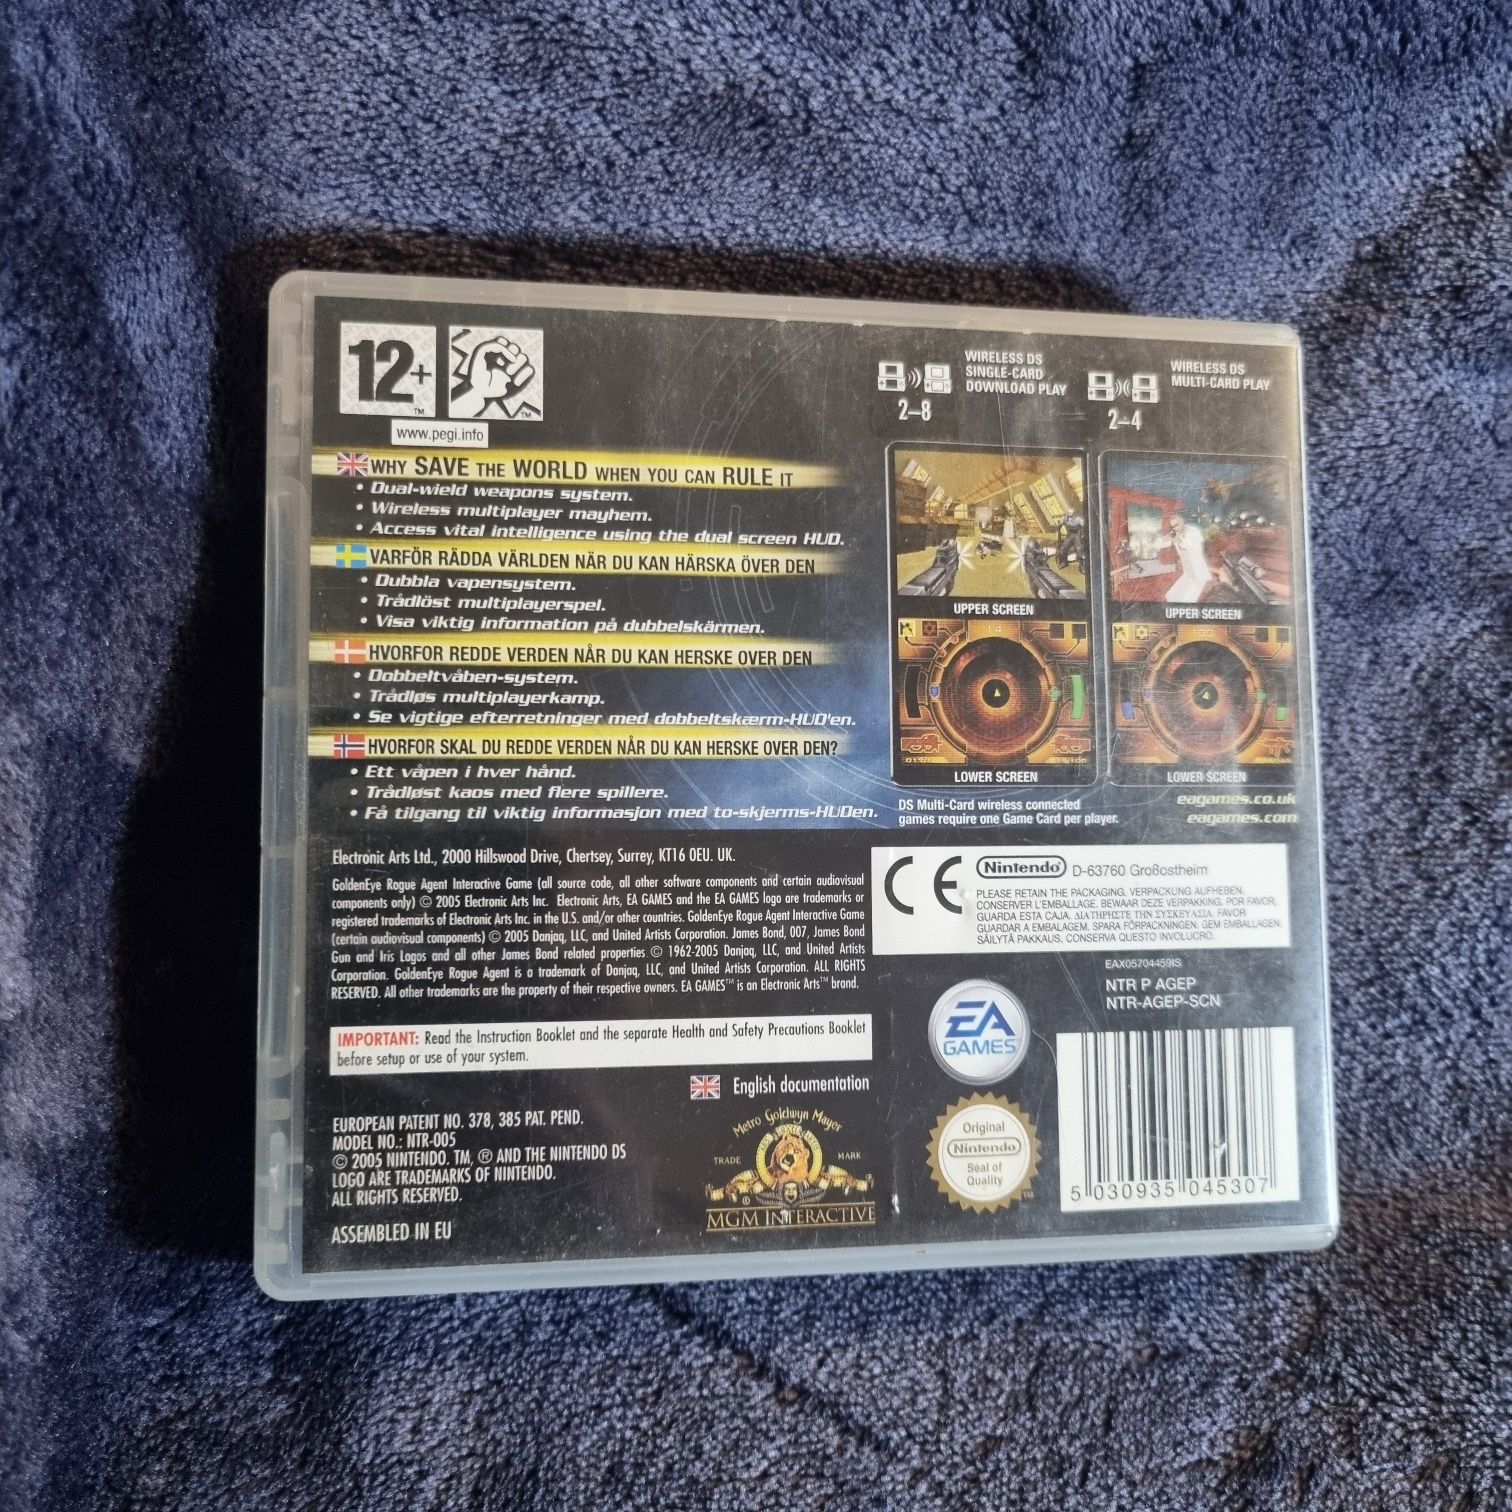 12+
TM
TM
www.pegi.info
WIRELESS DS
SINGLE-CARD
DOWNLOAD PLAY
2–8
WIRELESS DS
MULTI-CARD PLAY
2–4
WHY SAVE THE WORLD WHEN YOU CAN RULE IT
• Dual-wield weapons system.
• Wireless multiplayer mayhem.
• Access vital intelligence using the dual screen HUD.
VARFÖR RÄDDA VÄRLDEN NÄR DU KAN HÄRSKA ÖVER DEN
• Dubbla vapensystem.
• Trådlöst multiplayerspel.
• Visa viktig information på dubbelskärmen.
HVORFOR REDDE VERDEN NÅR DU KAN HERSKE OVER DEN
• Dobbeltvåben-system.
• Trådløs multiplayerkamp.
• Se vigtige efterretninger med dobbeltskærm-HUD'en.
HVORFOR SKAL DU REDDE VERDEN NÅR DU KAN HERSKE OVER DEN?
• Ett våpen i hver hånd.
• Trådløst kaos med flere spillere.
• Få tilgang til viktig informasjon med to-skjerms-HUDen.
UPPER SCREEN
LOWER SCREEN
UPPER SCREEN
LOWER SCREEN
DS Multi-Card wireless connected
games require one Game Card per player.
eagames.co.uk
eagames.com
Electronic Arts Ltd., 2000 Hillswood Drive, Chertsey, Surrey, KT16 0EU. UK.
GoldenEye Rogue Agent Interactive Game (all source code, all other software components and certain audiovisual
components only) © 2005 Electronic Arts Inc. Electronic Arts, EA GAMES and the EA GAMES logo are trademarks or
registered trademarks of Electronic Arts Inc. in the U.S. and/or other countries. GoldenEye Rogue Agent Interactive Game
(certain audiovisual components) © 2005 Danjaq, LLC, and United Artists Corporation. James Bond, 007, James Bond
Gun and Iris Logos and all other James Bond related properties © 1962-2005 Danjaq, LLC, and United Artists
Corporation. GoldenEye Rogue Agent is a trademark of Danjaq, LLC, and United Artists Corporation. ALL RIGHTS
RESERVED. All other trademarks are the property of their respective owners. EA GAMES™ is an Electronic Arts™ brand.
CE
Nintendo D-63760 Großostheim
PLEASE RETAIN THE PACKAGING. VERPACKUNG AUFHEBEN.
CONSERVER L'EMBALLAGE. BEWAAR DEZE VERPAKKING. POR FAVOR,
GUARDA ESTA CAJA. ΔΙΑΤΗΡΗΣΤΕ ΤΗΝ ΣΥΣΚΕΥΑΣΙΑ. FAVOR
GUARDAR A EMBALAGEM. SPARA FÖRPACKNINGEN. GEM EMBALLAGEN.
SÄILYTÄ PAKKAUS. CONSERVA QUESTO INVOLUCRO.
EAX05704459IS
NTR P AGEP
NTR-AGEP-SCN
EA
GAMES
IMPORTANT: Read the Instruction Booklet and the separate Health and Safety Precautions Booklet
before setup or use of your system.
English documentation
EUROPEAN PATENT NO. 378, 385 PAT. PEND.
MODEL NO.: NTR-005
© 2005 NINTENDO. TM, ® AND THE NINTENDO DS
LOGO ARE TRADEMARKS OF NINTENDO.
ALL RIGHTS RESERVED.
ASSEMBLED IN EU
Metro Goldwyn Mayer
TRADE MARK
MGM INTERACTIVE
Original
Nintendo
Seal of
Quality
5 030935 045307